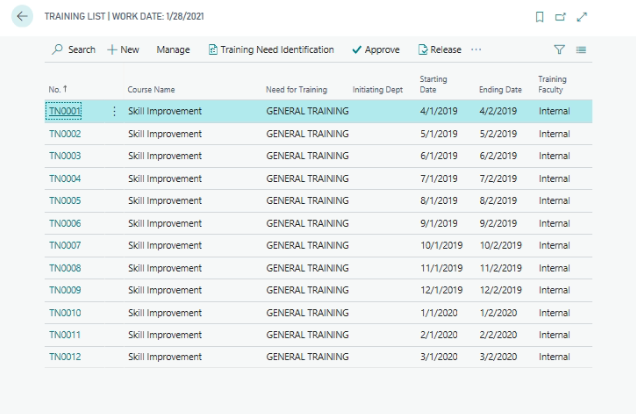 TRAINING LIST | WORK DATE: 1/28/2021
Search + New Manage Training Need Identification Approve Release ...
No. ↑ Course Name Need for Training Initiating Dept Starting Date Ending Date Training Faculty
TN0001 Skill Improvement GENERAL TRAINING 4/1/2019 4/2/2019 Internal
TN0002 Skill Improvement GENERAL TRAINING 5/1/2019 5/2/2019 Internal
TN0003 Skill Improvement GENERAL TRAINING 6/1/2019 6/2/2019 Internal
TN0004 Skill Improvement GENERAL TRAINING 7/1/2019 7/2/2019 Internal
TN0005 Skill Improvement GENERAL TRAINING 8/1/2019 8/2/2019 Internal
TN0006 Skill Improvement GENERAL TRAINING 9/1/2019 9/2/2019 Internal
TN0007 Skill Improvement GENERAL TRAINING 10/1/2019 10/2/2019 Internal
TN0008 Skill Improvement GENERAL TRAINING 11/1/2019 11/2/2019 Internal
TN0009 Skill Improvement GENERAL TRAINING 12/1/2019 12/2/2019 Internal
TN0010 Skill Improvement GENERAL TRAINING 1/1/2020 1/2/2020 Internal
TN0011 Skill Improvement GENERAL TRAINING 2/1/2020 2/2/2020 Internal
TN0012 Skill Improvement GENERAL TRAINING 3/1/2020 3/2/2020 Internal